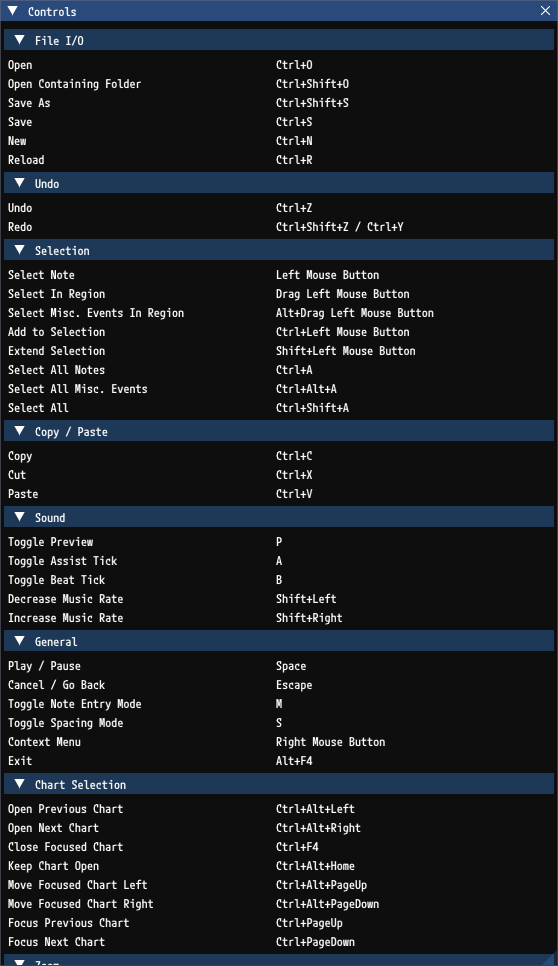 Controls
File I/O
Open Ctrl+O
Open Containing Folder Ctrl+Shift+O
Save As Ctrl+Shift+S
Save Ctrl+S
New Ctrl+N
Reload Ctrl+R
Undo
Undo Ctrl+Z
Redo Ctrl+Shift+Z / Ctrl+Y
Selection
Select Note Left Mouse Button
Select In Region Drag Left Mouse Button
Select Misc. Events In Region Alt+Drag Left Mouse Button
Add to Selection Ctrl+Left Mouse Button
Extend Selection Shift+Left Mouse Button
Select All Notes Ctrl+A
Select All Misc. Events Ctrl+Alt+A
Select All Ctrl+Shift+A
Copy / Paste
Copy Ctrl+C
Cut Ctrl+X
Paste Ctrl+V
Sound
Toggle Preview P
Toggle Assist Tick A
Toggle Beat Tick B
Decrease Music Rate Shift+Left
Increase Music Rate Shift+Right
General
Play / Pause Space
Cancel / Go Back Escape
Toggle Note Entry Mode M
Toggle Spacing Mode S
Context Menu Right Mouse Button
Exit Alt+F4
Chart Selection
Open Previous Chart Ctrl+Alt+Left
Open Next Chart Ctrl+Alt+Right
Close Focused Chart Ctrl+F4
Keep Chart Open Ctrl+Alt+Home
Move Focused Chart Left Ctrl+Alt+PageUp
Move Focused Chart Right Ctrl+Alt+PageDown
Focus Previous Chart Ctrl+PageUp
Focus Next Chart Ctrl+PageDown